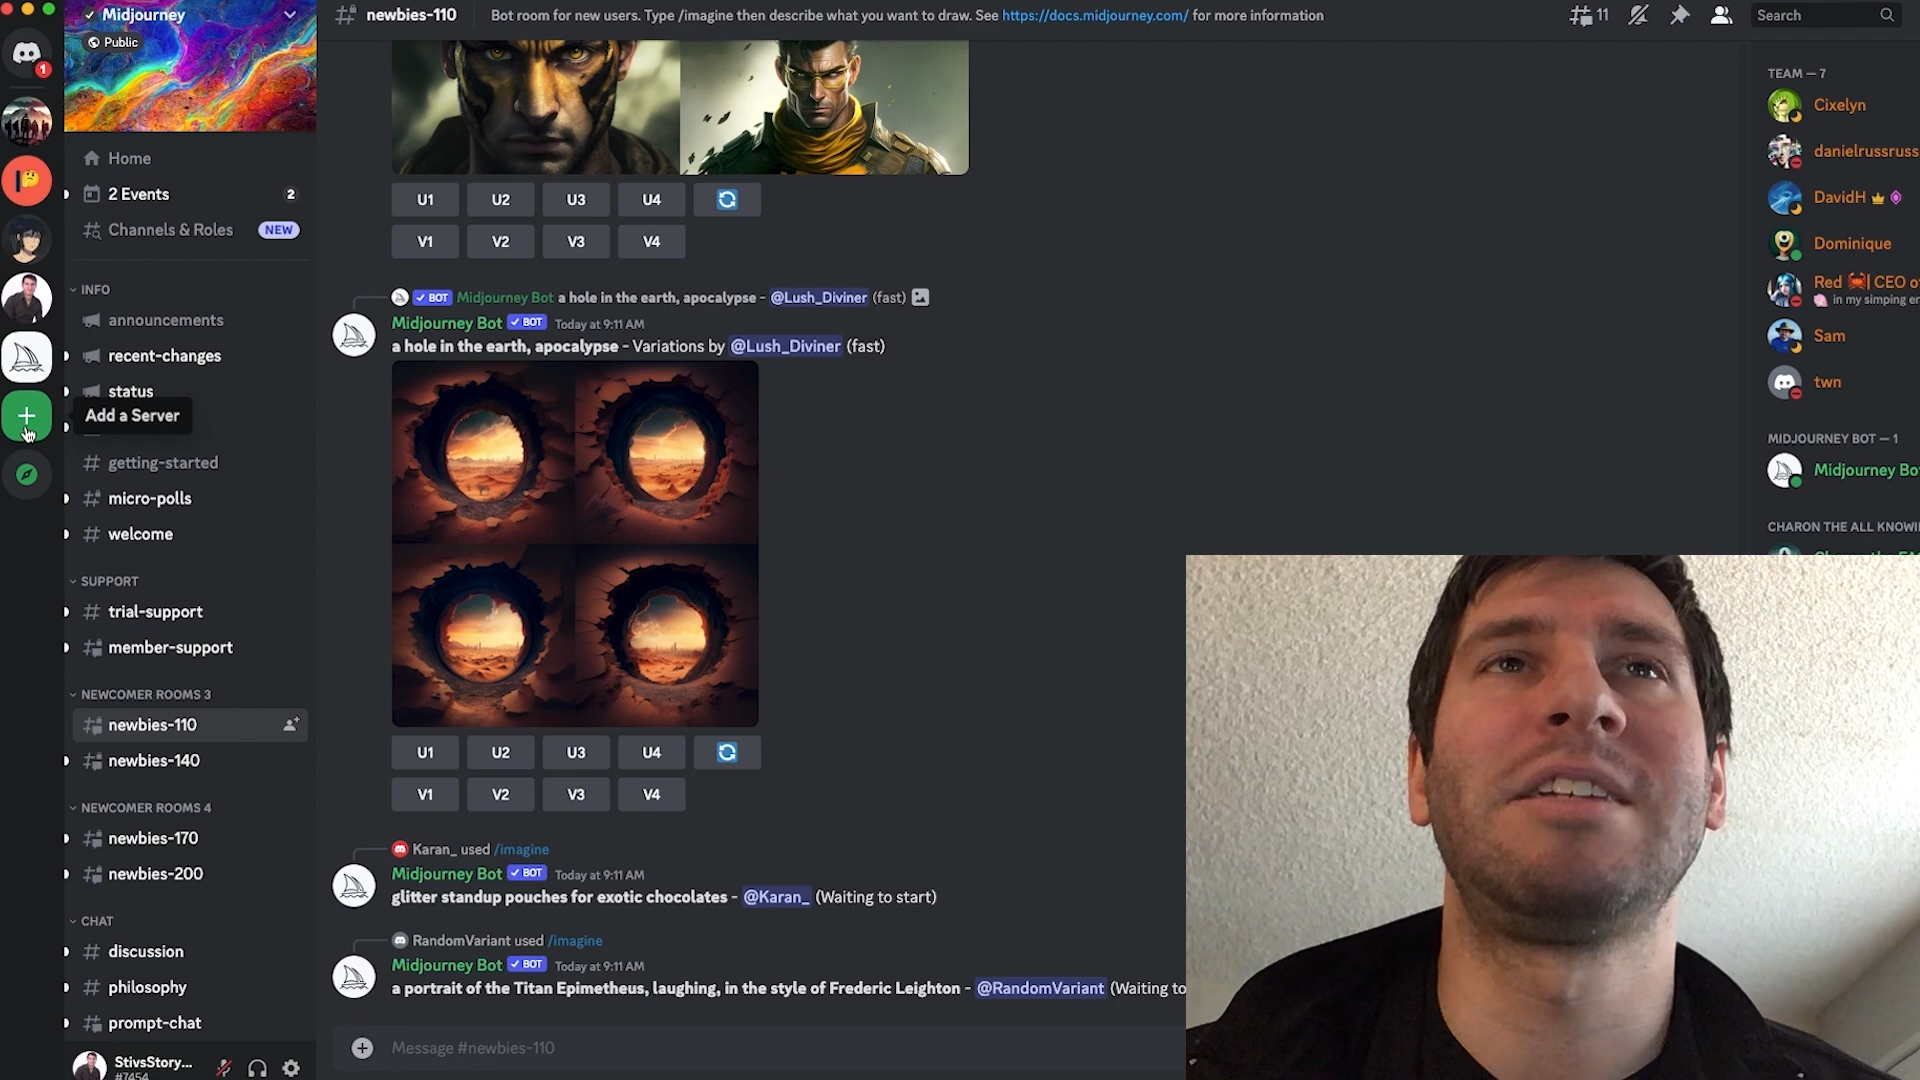 Midjourney
Public
1
Home
2 Events
2
Channels & Roles
NEW
INFO
announcements
recent-changes
status
Add a Server
getting-started
micro-polls
welcome
SUPPORT
trial-support
member-support
NEWCOMER ROOMS 3
newbies-110
newbies-140
NEWCOMER ROOMS 4
newbies-170
newbies-200
CHAT
discussion
philosophy
prompt-chat
StivsStory...
#7454
newbies-110
Bot room for new users. Type /imagine then describe what you want to draw. See https://docs.midjourney.com/ for more information
11
Search
U1 U2 U3 U4
V1 V2 V3 V4
BOT Midjourney Bot a hole in the earth, apocalypse - @Lush_Diviner (fast)
Midjourney Bot BOT Today at 9:11 AM
a hole in the earth, apocalypse - Variations by @Lush_Diviner (fast)
U1 U2 U3 U4
V1 V2 V3 V4
Karan_ used /imagine
Midjourney Bot BOT Today at 9:11 AM
glitter standup pouches for exotic chocolates - @Karan_ (Waiting to start)
RandomVariant used /imagine
Midjourney Bot BOT Today at 9:11 AM
a portrait of the Titan Epimetheus, laughing, in the style of Frederic Leighton - @RandomVariant (Waiting to
Message #newbies-110
TEAM — 7
Cixelyn
danielrussruss
DavidH
Dominique
Red | CEO of
in my simping er
Sam
twn
MIDJOURNEY BOT — 1
Midjourney Bo
CHARON THE ALL KNOWI